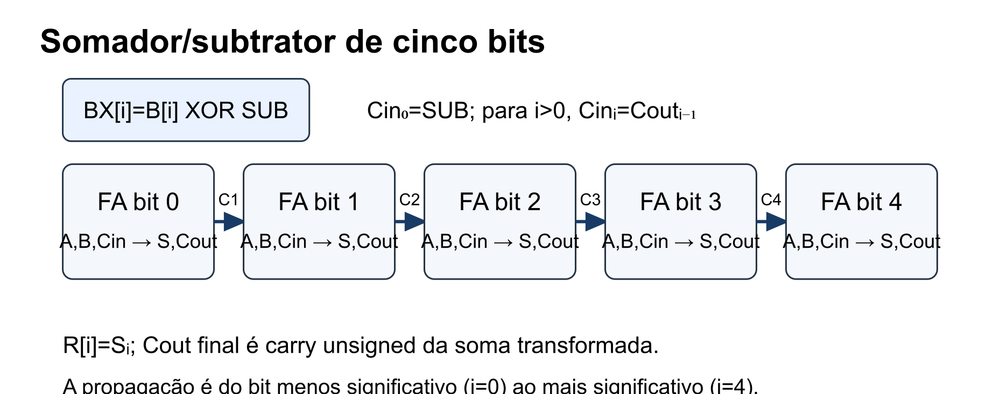 Somador/subtrator de cinco bits
BX[i]=B[i] XOR SUB
Cin₀=SUB; para i>0, Cinᵢ=Coutᵢ₋₁
FA bit 0
A,B,Cin → S,Cout
C1
FA bit 1
A,B,Cin → S,Cout
C2
FA bit 2
A,B,Cin → S,Cout
C3
FA bit 3
A,B,Cin → S,Cout
C4
FA bit 4
A,B,Cin → S,Cout
R[i]=Sᵢ; Cout final é carry unsigned da soma transformada.
A propagação é do bit menos significativo (i=0) ao mais significativo (i=4).